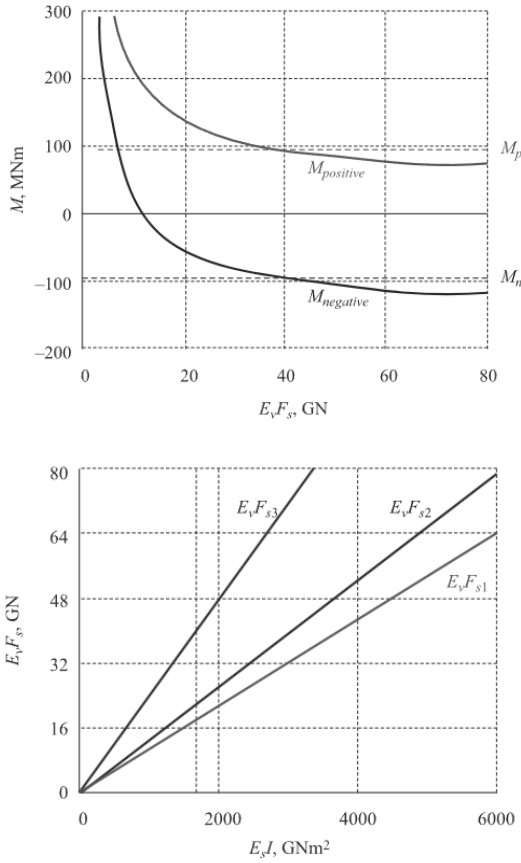 300
200
100
0
–100
–200
M, MNm
M_p
M_positive
M_n
M_negative
0 20 40 60 80
E_vF_s, GN
80
64
48
32
16
0
E_vF_s, GN
E_vF_s3
E_vF_s2
E_vF_s1
0 2000 4000 6000
E_sI, GNm²